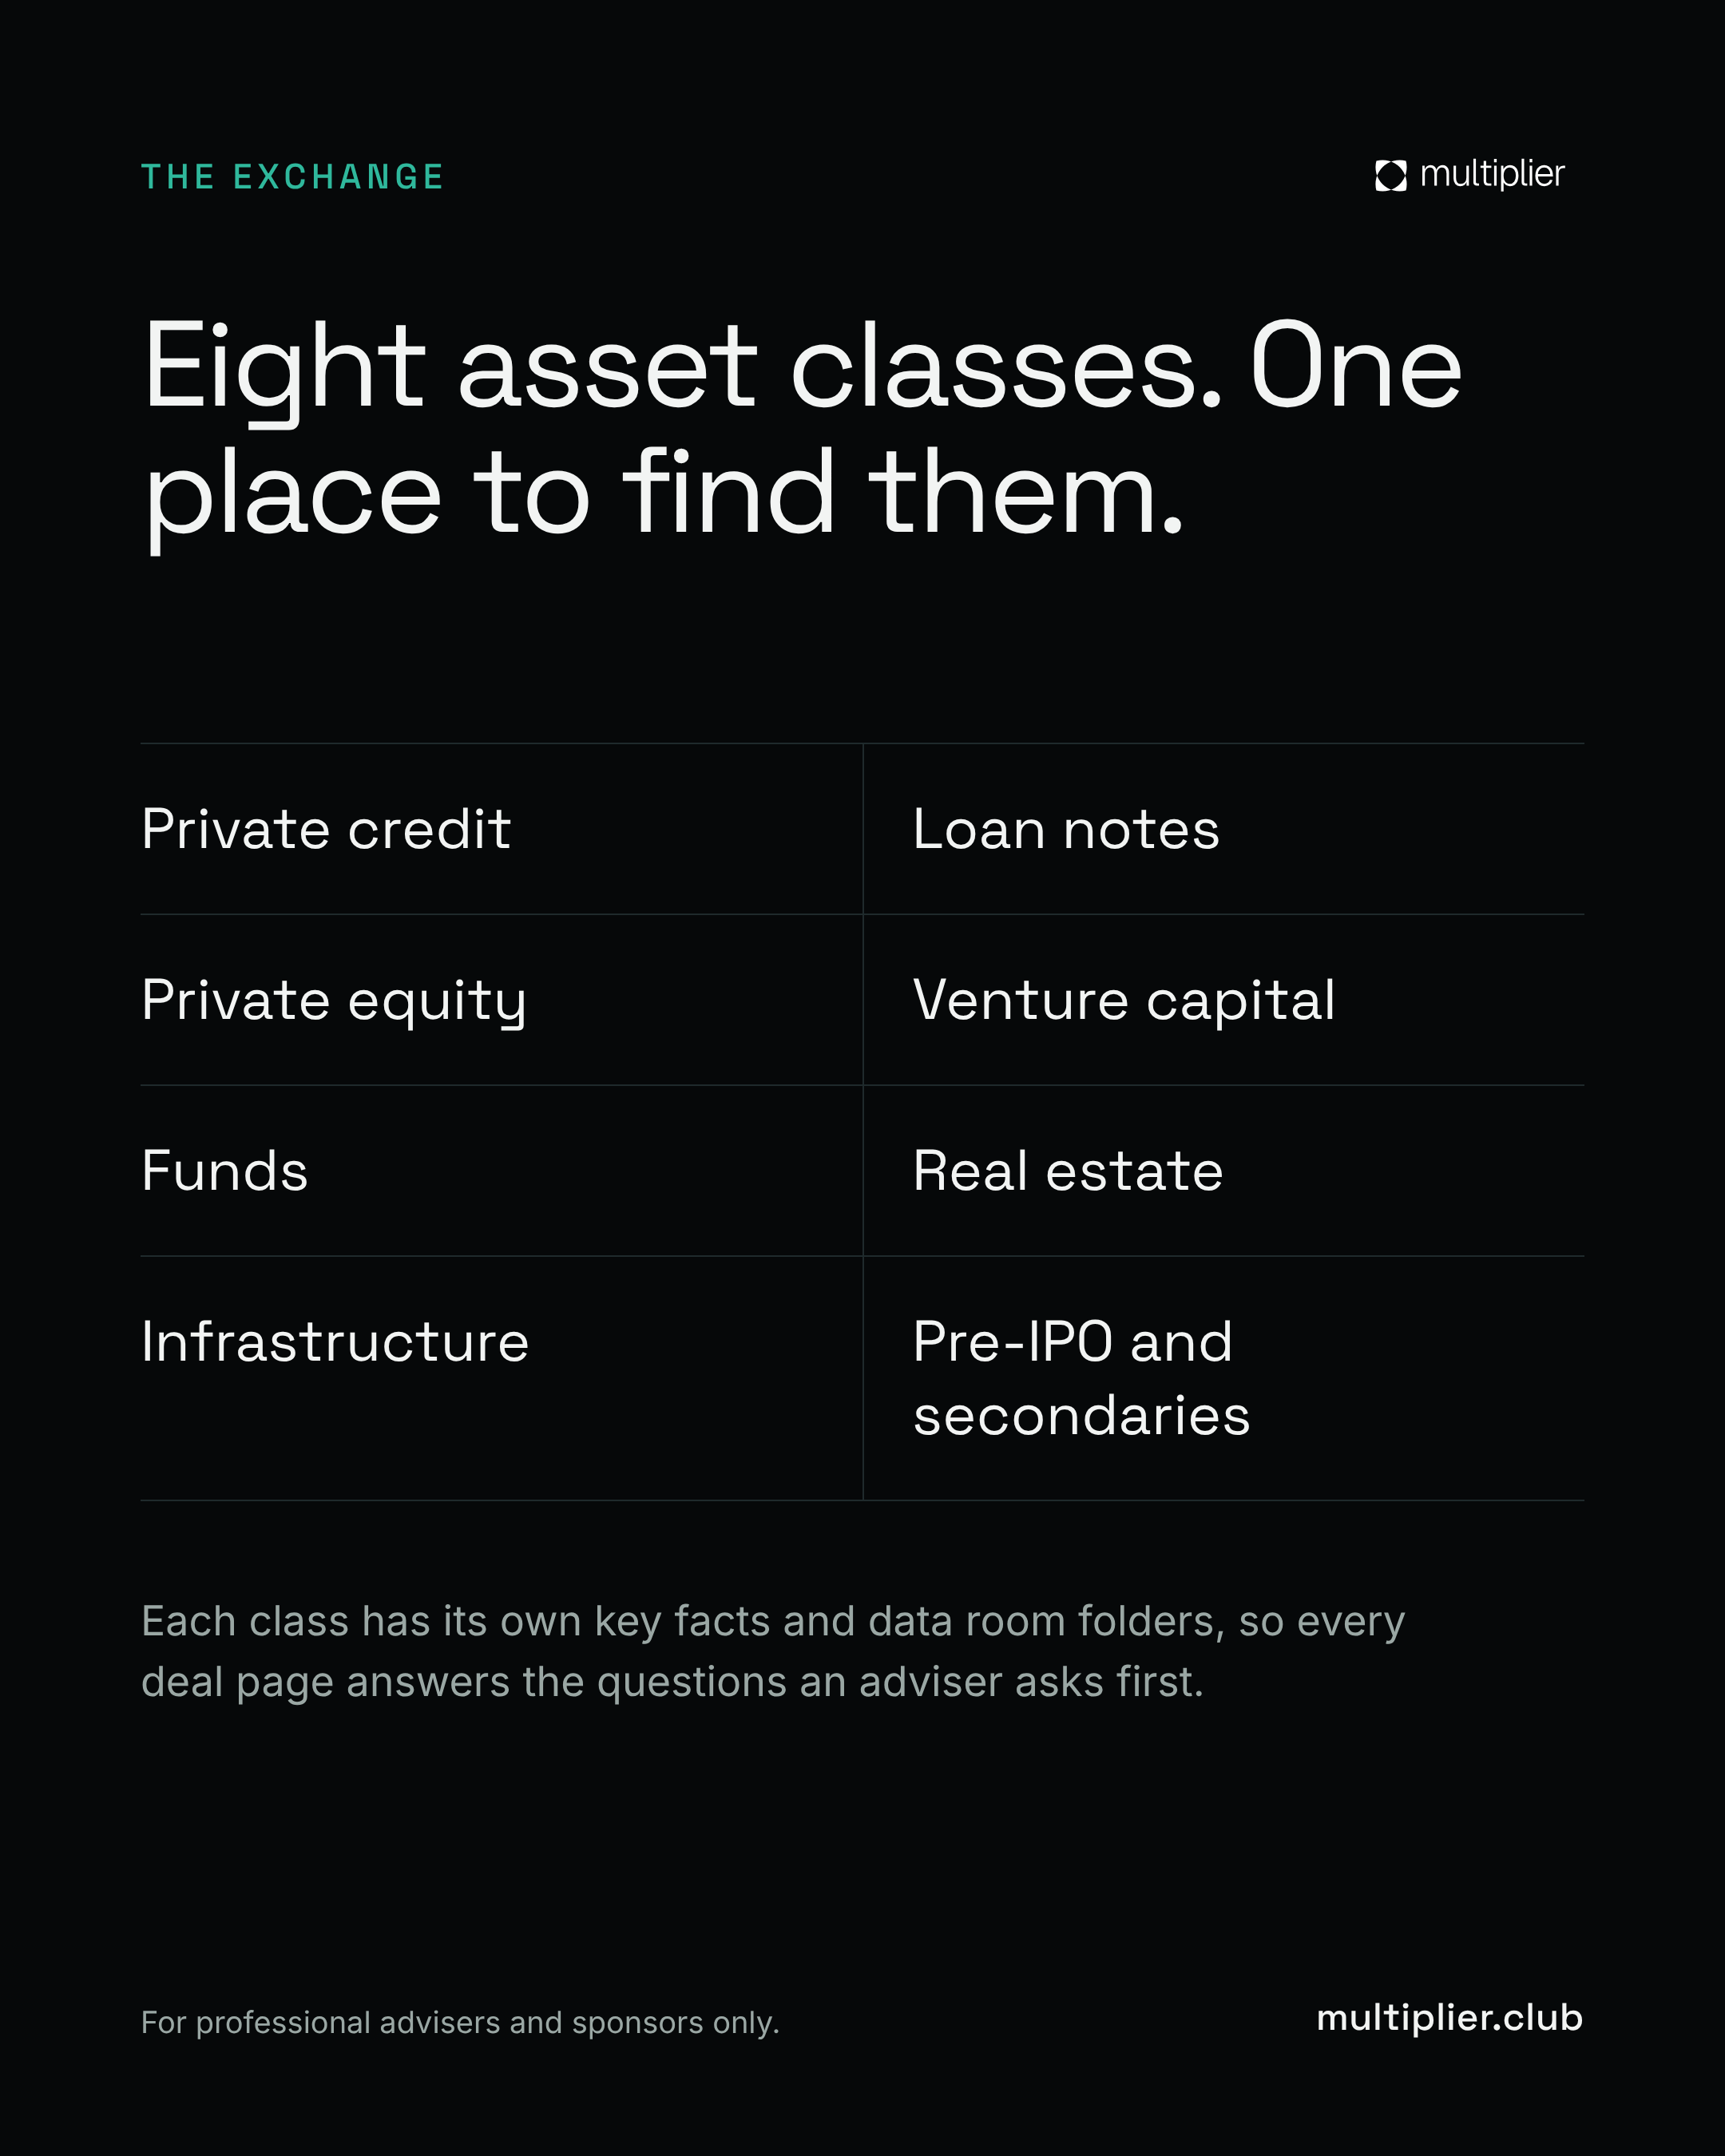 THE EXCHANGE
multiplier
Eight asset classes. One
place to find them.
Private credit
Loan notes
Private equity
Venture capital
Funds
Real estate
Infrastructure
Pre-IPO and
secondaries
Each class has its own key facts and data room folders, so every
deal page answers the questions an adviser asks first.
For professional advisers and sponsors only.
multiplier.club